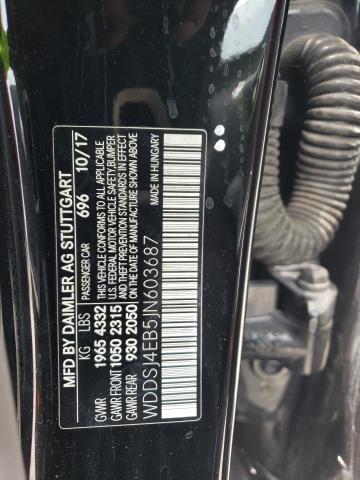 MFD BY DAIMLER AG STUTTGART
KG LBS PASSENGER CAR 696 10/17
GVWR 1965 4332 THIS VEHICLE CONFORMS TO ALL APPLICABLE
GAWR FRONT 1050 2315 U.S. FEDERAL MOTOR VEHICLE SAFETY, BUMPER
GAWR REAR 930 2050 AND THEFT PREVENTION STANDARDS IN EFFECT
ON THE DATE OF MANUFACTURE SHOWN ABOVE.
WDDSJ4EB5JN603687 MADE IN HUNGARY